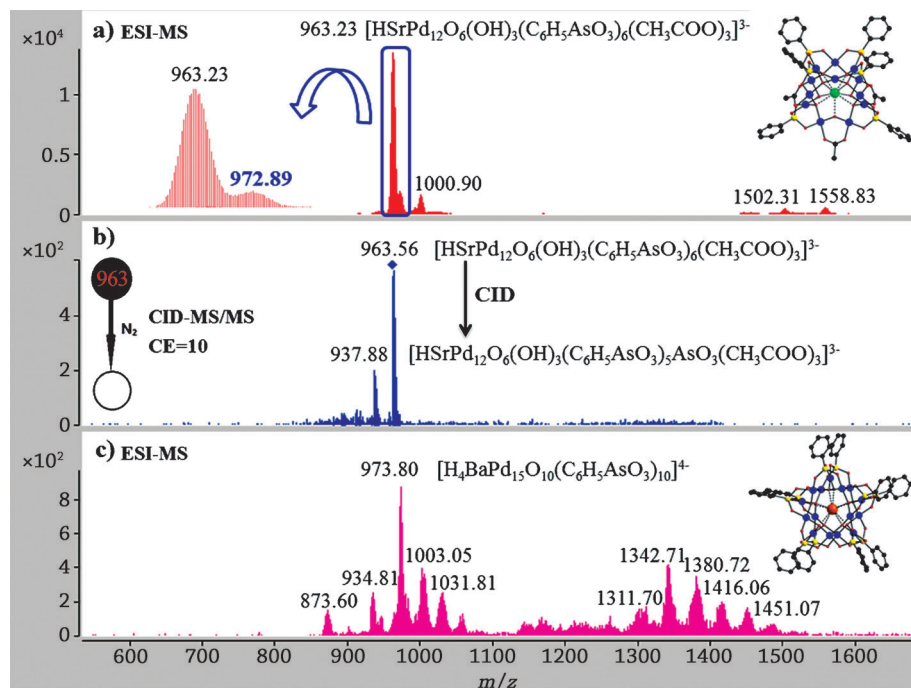 a) ESI-MS
963.23 [HSrPd₁₂O₆(OH)₃(C₆H₅AsO₃)₆(CH₃COO)₃]³⁻
×10⁴
963.23
972.89
1000.90
1502.31
1558.83
1
0.5
0
b)
963.56 [HSrPd₁₂O₆(OH)₃(C₆H₅AsO₃)₆(CH₃COO)₃]³⁻
×10²
963
N₂
CID-MS/MS
CE=10
CID
937.88
[HSrPd₁₂O₆(OH)₃(C₆H₅AsO₃)₅AsO₃(CH₃COO)₃]³⁻
4
2
0
c) ESI-MS
973.80 [H₄BaPd₁₅O₁₀(C₆H₅AsO₃)₁₀]⁴⁻
×10²
873.60
934.81
1003.05
1031.81
1311.70
1342.71
1380.72
1416.06
1451.07
8
6
4
2
0
600 700 800 900 1000 1100 1200 1300 1400 1500 1600
m/z